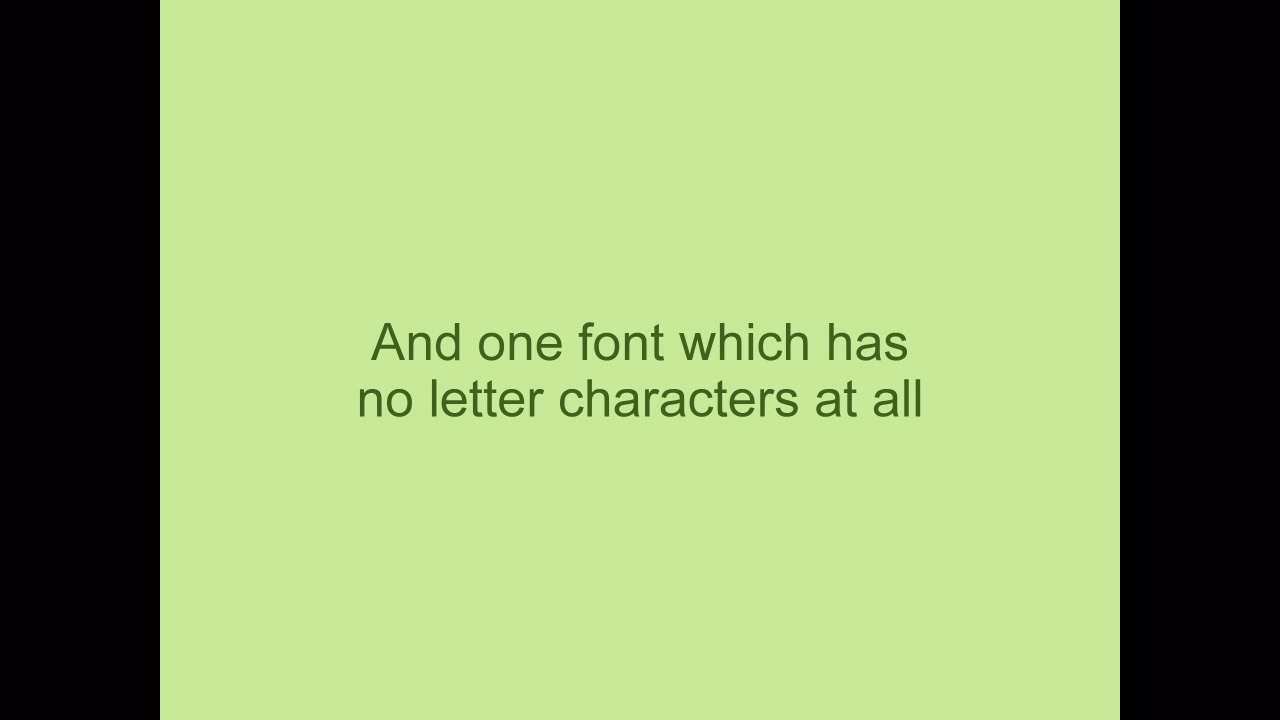 And one font which has
no letter characters at all